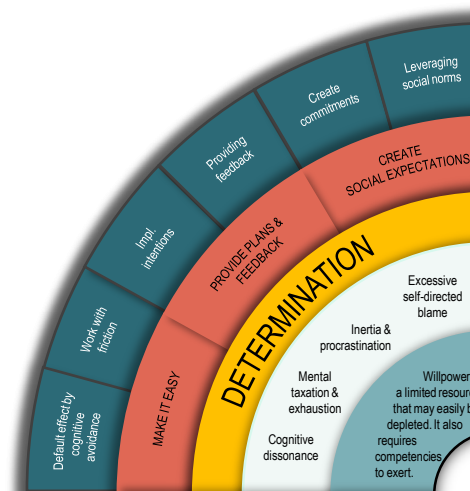 Leveraging
social norms
Create
commitments
Providing
feedback
Impl.
intentions
Work with
friction
Default effect by
cognitive
avoidance
CREATE
SOCIAL EXPECTATIONS
PROVIDE PLANS &
FEEDBACK
MAKE IT EASY
DETERMINATION
Excessive
self-directed
blame
Inertia &
procrastination
Mental
taxation &
exhaustion
Cognitive
dissonance
Willpower
a limited resour
that may easily b
depleted. It also
requires
competencies
to exert.